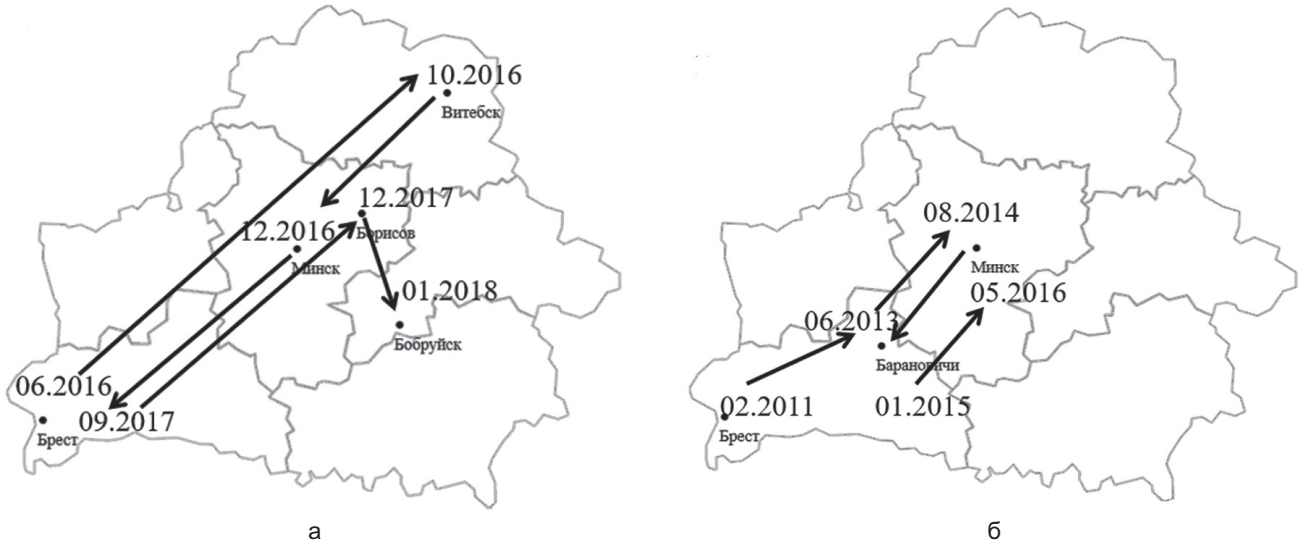 10.2016
Витебск
12.2017
12.2016
Борисов
Минск
01.2018
Бобруйск
06.2016
09.2017
Брест
а
08.2014
Минск
05.2016
06.2013
Барановичи
02.2011
01.2015
Брест
б